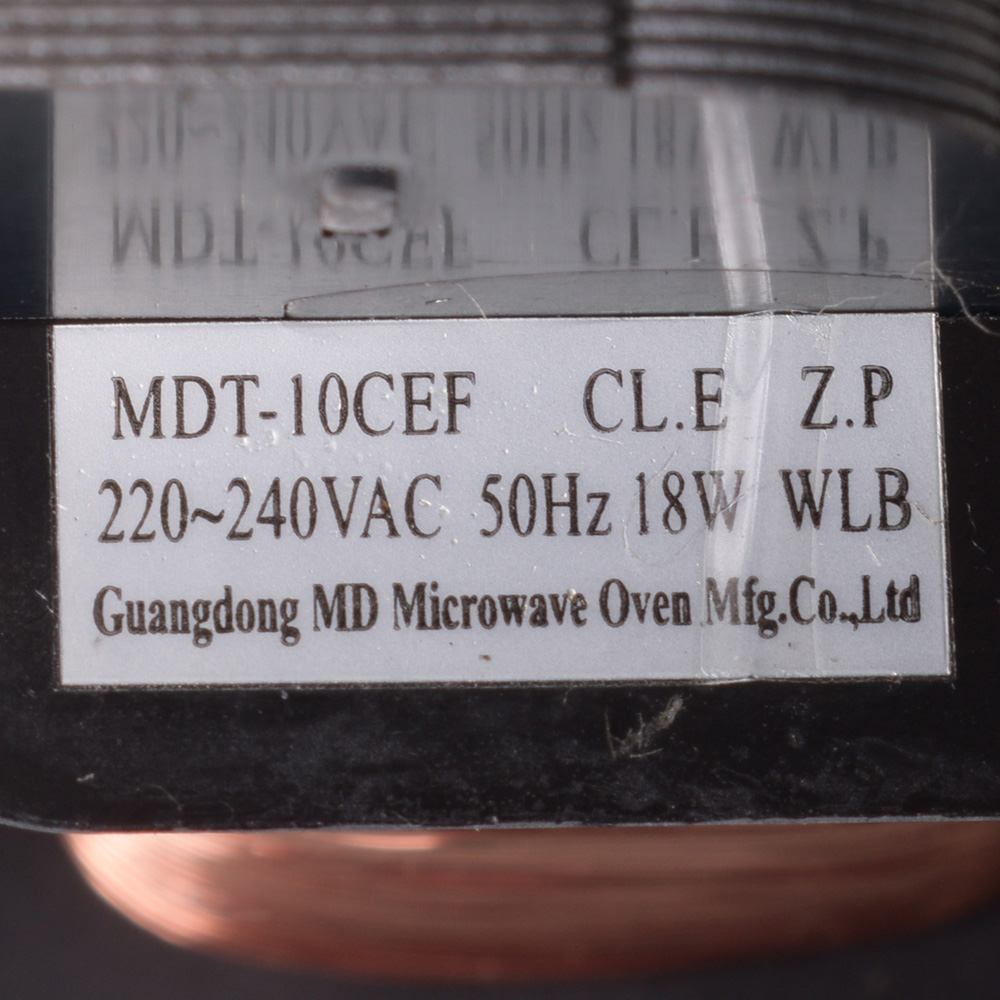 MDT-10CEF CL.E Z.P
220~240VAC 50Hz 18W WLB
Guangdong MD Microwave Oven Mfg.Co.,Ltd